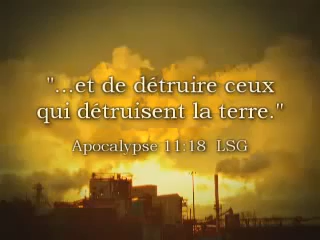 "...et de détruire ceux
qui détruisent la terre."
Apocalypse 11:18 LSG